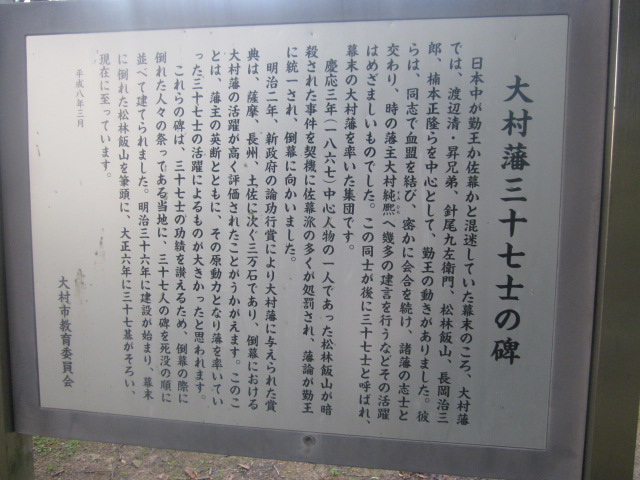 大村藩三十七士の碑
日本中が勤王か佐幕かと混迷していた幕末のころ、大村藩
では、渡辺清・昇兄弟、針尾九左衛門、松林飯山、長岡治三
郎、楠本正隆らを中心として、勤王の動きがありました。彼
らは、同志で血盟を結び、密かに会合を続け、諸藩の志士と
交わり、時の藩主大村純熈へ幾多の建言を行うなどその活躍
はめざましいものでした。この同士が後に三十七士と呼ばれ、
幕末の大村藩を率いた集団です。
慶応三年(一八六七)中心人物の一人であった松林飯山が暗
殺された事件を契機に佐幕派の多くが処罰され、藩論が勤王
に統一され、倒幕に向かいました。
明治二年、新政府の論功行賞により大村藩に与えられた賞
典は、薩摩、長州、土佐に次ぐ三万石であり、倒幕における
大村藩の活躍が高く評価されたことがうかがえます。このこ
とは、藩主の英断とともに、その原動力となり藩を率いてい
った三十七士の活躍によるものが大きかったと思われます。
これらの碑は、三十七士の功績を讃えるため、倒幕の際に
倒れた人々の祭ってある当地に、三十七人の碑を死没の順に
並べて建てられました。明治三十六年に建設が始まり、幕末
に倒れた松林飯山を筆頭に、大正六年に三十七基がそろい、
現在に至っています。
平成八年三月
大村市教育委員会